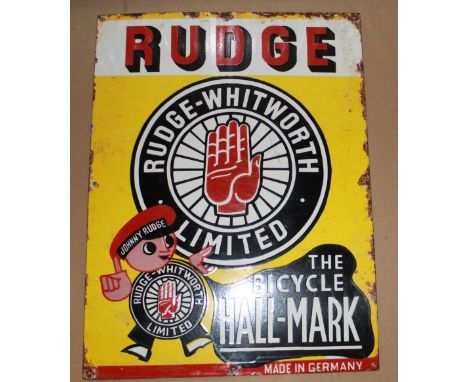 RUDGE
RUDGE-WHITWORTH
LIMITED
JOHNNY RUDGE
RUDGE-WHITWORTH
LIMITED
THE
BICYCLE
HALL-MARK
MADE IN GERMANY